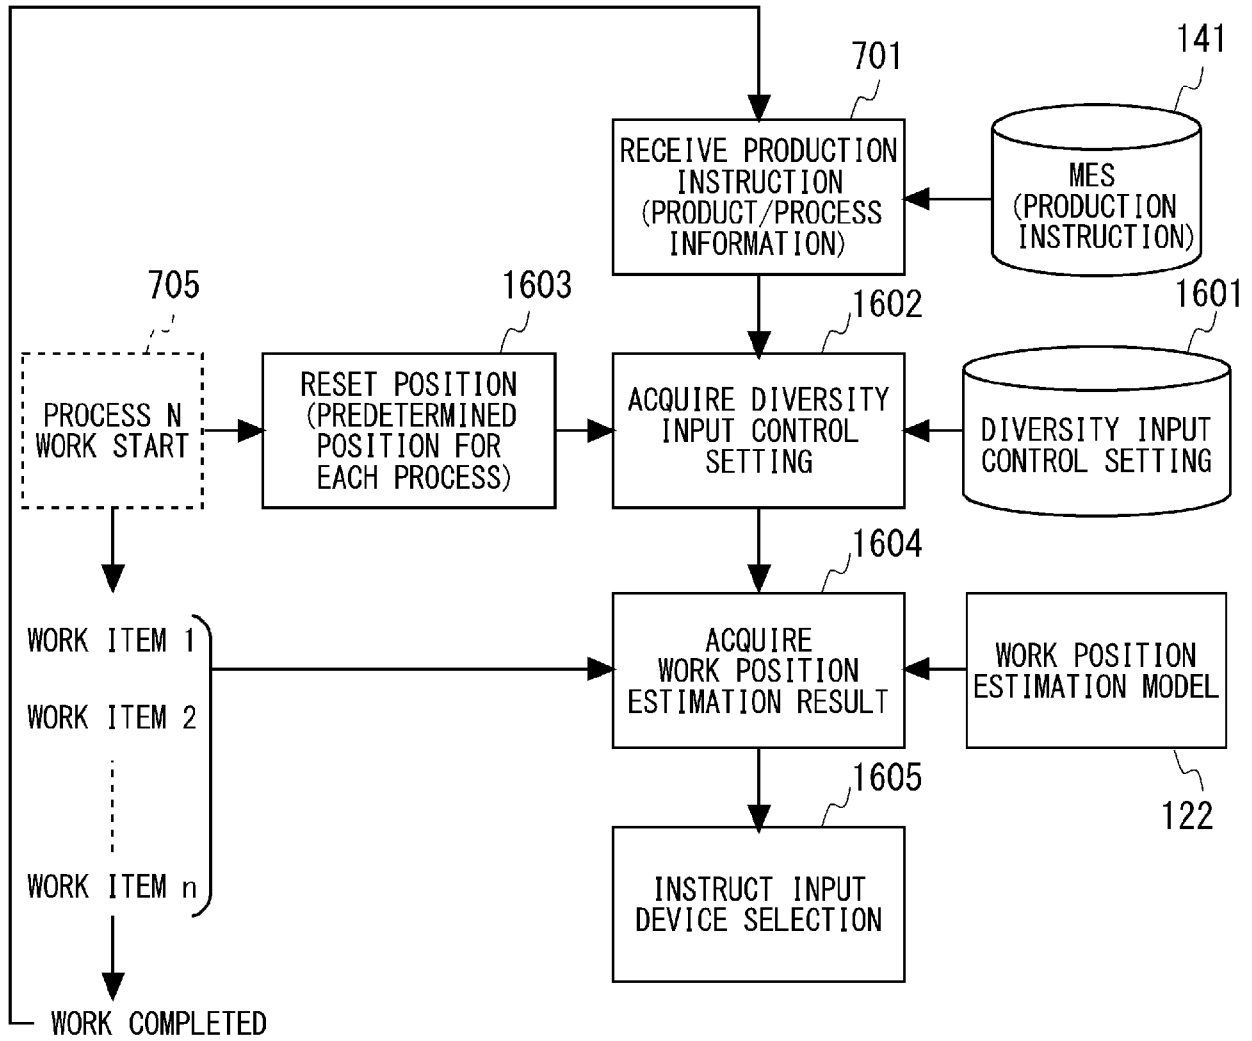 701
141
RECEIVE PRODUCTION
INSTRUCTION
(PRODUCT/PROCESS
INFORMATION)
MES
(PRODUCTION
INSTRUCTION)
705
1603
1602
1601
PROCESS N
WORK START
RESET POSITION
(PREDETERMINED
POSITION FOR
EACH PROCESS)
ACQUIRE DIVERSITY
INPUT CONTROL
SETTING
DIVERSITY INPUT
CONTROL SETTING
1604
WORK ITEM 1
WORK ITEM 2
WORK ITEM n
ACQUIRE
WORK POSITION
ESTIMATION RESULT
WORK POSITION
ESTIMATION MODEL
122
1605
INSTRUCT INPUT
DEVICE SELECTION
WORK COMPLETED